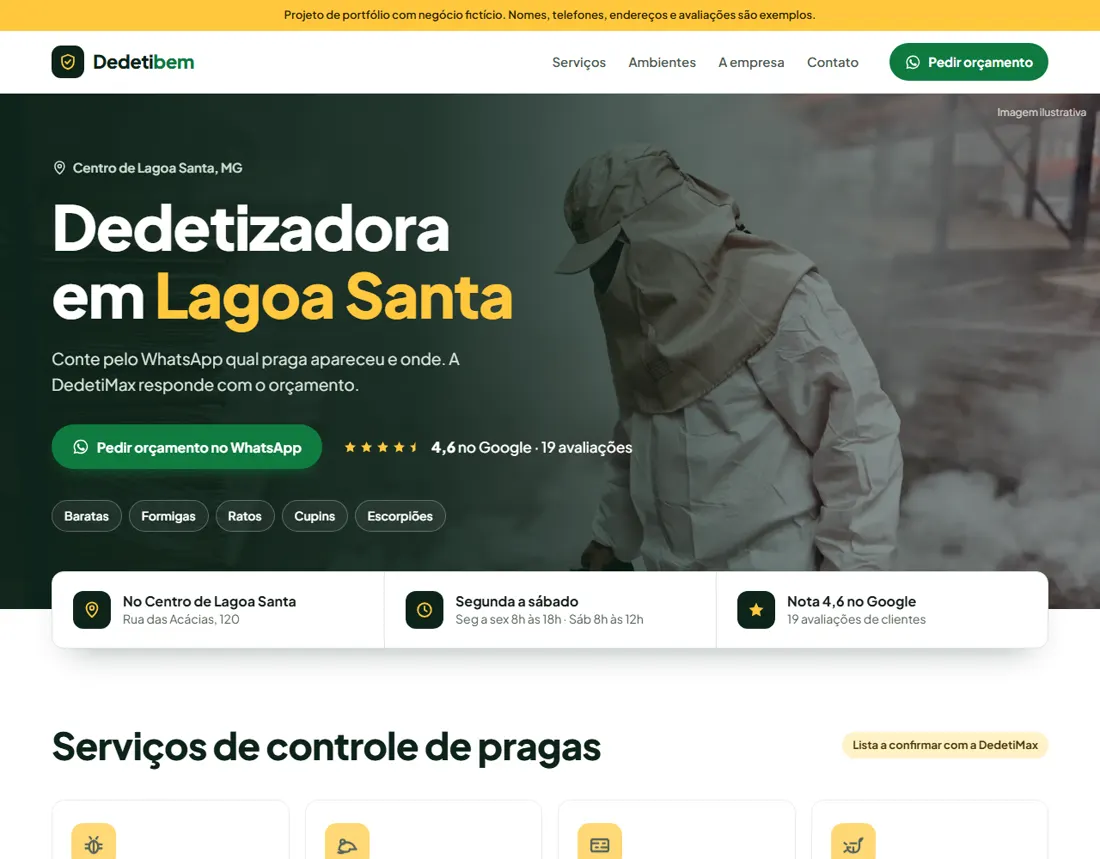 Projeto de portfólio com negócio fictício. Nomes, telefones, endereços e avaliações são exemplos.
Dedetibem
Serviços
Ambientes
A empresa
Contato
Pedir orçamento
Imagem ilustrativa
Centro de Lagoa Santa, MG
Dedetizadora
em Lagoa Santa
Conte pelo WhatsApp qual praga apareceu e onde. A
DedetiMax responde com o orçamento.
Pedir orçamento no WhatsApp
4,6 no Google · 19 avaliações
Baratas
Formigas
Ratos
Cupins
Escorpiões
No Centro de Lagoa Santa
Rua das Acácias, 120
Segunda a sábado
Seg a sex 8h às 18h · Sáb 8h às 12h
Nota 4,6 no Google
19 avaliações de clientes
Serviços de controle de pragas
Lista a confirmar com a DedetiMax